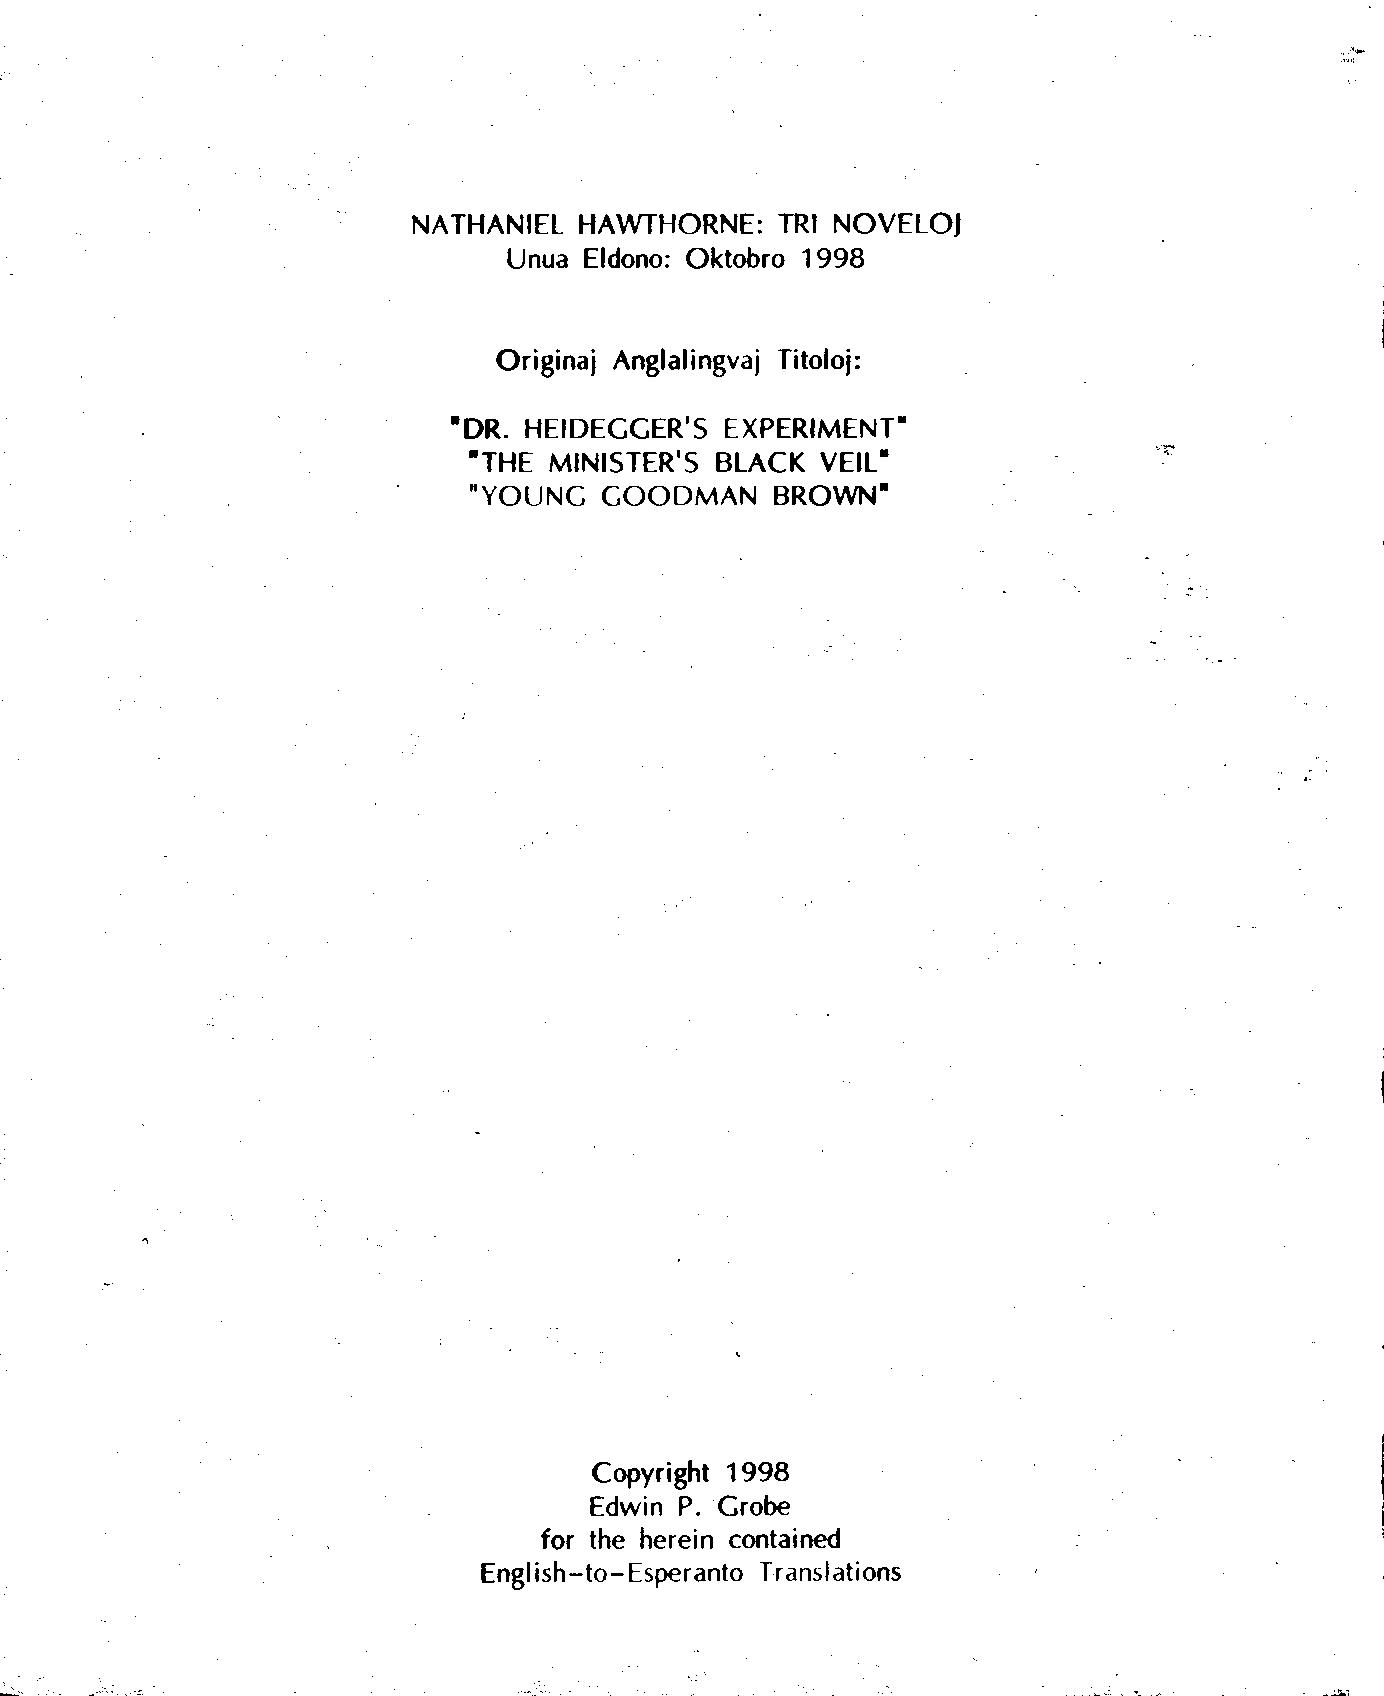 NATHANIEL HAWTHORNE: TRI NOVELOJ
Unua Eldono: Oktobro 1998
Originaj Anglalingvaj Titoloj:
"DR. HEIDEGGER'S EXPERIMENT"
"THE MINISTER'S BLACK VEIL"
"YOUNG GOODMAN BROWN"
Copyright 1998
Edwin P. Grobe
for the herein contained
English-to-Esperanto Translations